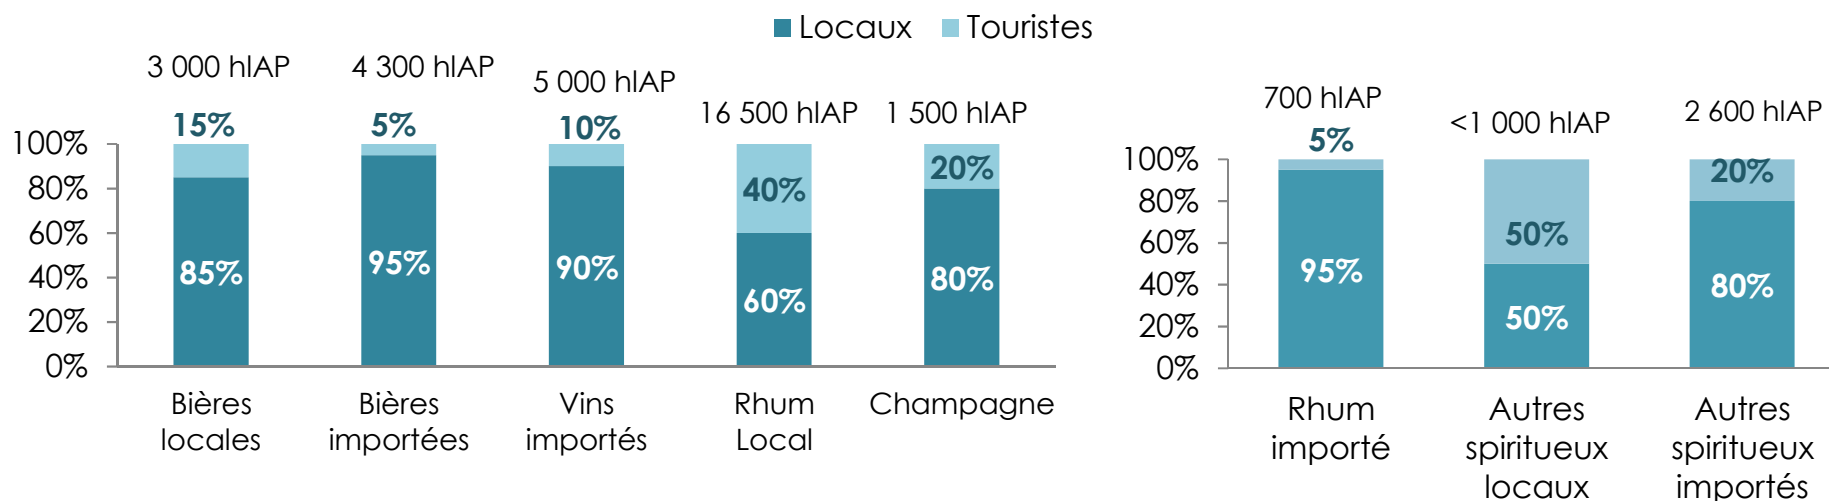 Locaux Touristes
3 000 hlAP
4 300 hlAP
5 000 hlAP
16 500 hlAP
1 500 hlAP
15%
5%
10%
40%
20%
85%
95%
90%
60%
80%
100%
80%
60%
40%
20%
0%
Bières
locales
Bières
importées
Vins
importés
Rhum
Local
Champagne
700 hlAP
<1 000 hlAP
2 600 hlAP
5%
50%
20%
95%
50%
80%
100%
80%
60%
40%
20%
0%
Rhum
importé
Autres
spiritueux
locaux
Autres
spiritueux
importés